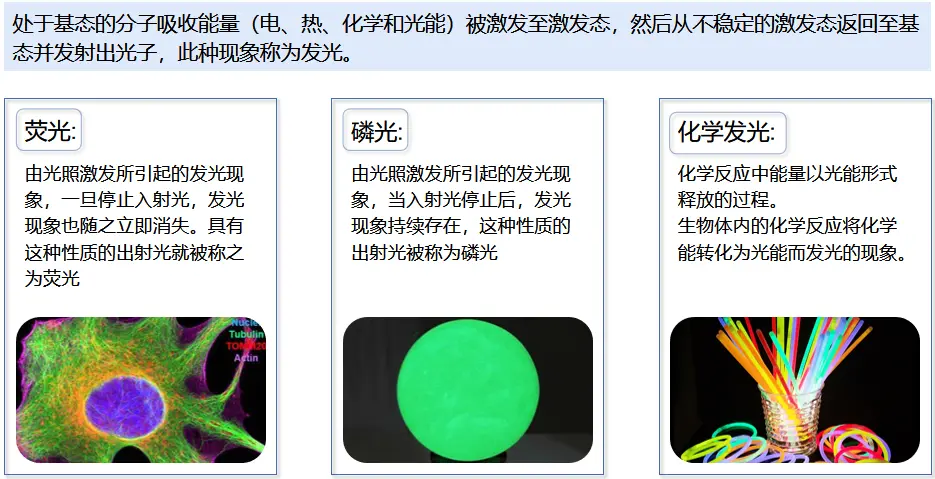 处于基态的分子吸收能量（电、热、化学和光能）被激发至激发态，然后从不稳定的激发态返回至基
态并发射出光子，此种现象称为发光。
荧光:
由光照激发所引起的发光现
象，一旦停止入射光，发光
现象也随之立即消失。具有
这种性质的出射光就被称之
为荧光
Tubulin
Actin
磷光:
由光照激发所引起的发光现
象，当入射光停止后，发光
现象持续存在，这种性质的
出射光被称为磷光
化学发光:
化学反应中能量以光能形式
释放的过程。
生物体内的化学反应将化学
能转化为光能而发光的现象。